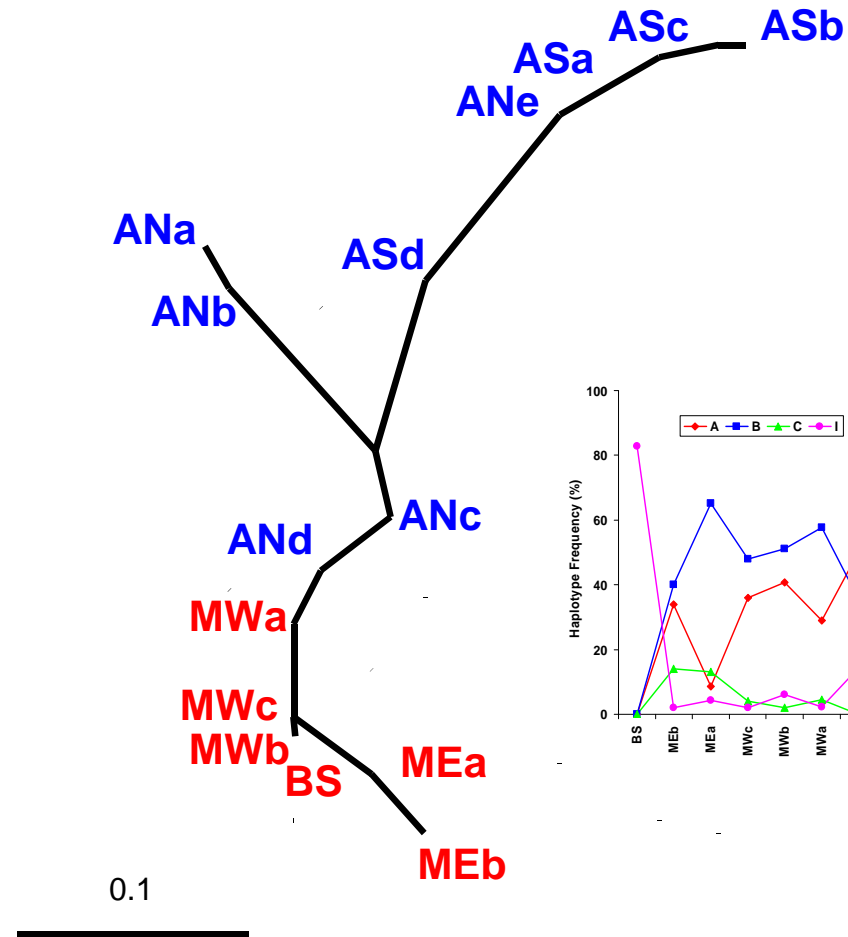 ASc ASb
ASa
ANe
ANa
ASd
ANb
100
A B C I
80
60
Haplotype Frequency (%)
40
20
0
BS MEb MEa MWc MWb MWa
ANc
ANd
MWa
MWc
MWb
BS
MEa
MEb
0.1